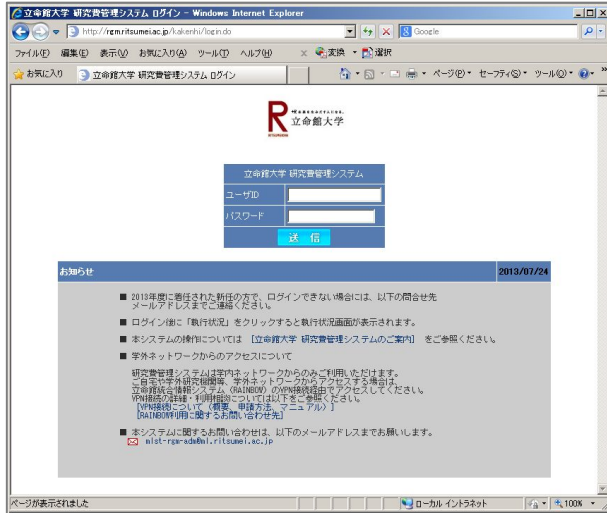 立命館大学 研究費管理システム ログイン - Windows Internet Explorer
http://rgm.ritsumei.ac.jp/kakenhi/login.do
Google
ファイル(F) 編集(E) 表示(V) お気に入り(A) ツール(T) ヘルプ(H) x 変換 選択
お気に入り 立命館大学 研究費管理システム ログイン ページ(P) セーフティ(S) ツール(O)
R 立命館大学
RITSUMEIKAN
立命館大学 研究費管理システム
ユーザID
パスワード
送 信
お知らせ 2013/07/24
■ 2013年度に着任された新任の方で、ログインできない場合には、以下の問合せ先
メールアドレスまでご連絡ください。
■ ログイン後に「執行状況」をクリックすると執行状況画面が表示されます。
■ 本システムの操作については [立命館大学 研究費管理システムのご案内] をご参照ください。
■ 学外ネットワークからのアクセスについて
研究費管理システムは学内ネットワークからのみご利用いただけます。
ご自宅や学外研究機関等、学外ネットワークからアクセスする場合は、
立命館統合情報システム(RAINBOW)のVPN接続経由でアクセスしてください。
VPN接続の詳細・利用相談については以下をご参照ください。
[VPN接続について(概要、申請方法、マニュアル)]
[RAINBOW利用に関するお問い合わせ先]
■ 本システムに関するお問い合わせは、以下のメールアドレスまでお願いします。
mlst-rgm-adm@ml.ritsumei.ac.jp
ページが表示されました ローカル イントラネット 100%